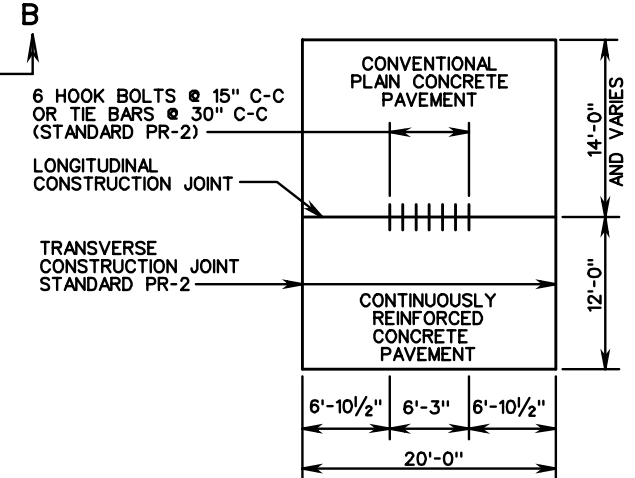 B
6 HOOK BOLTS @ 15" C-C
OR TIE BARS @ 30" C-C
(STANDARD PR-2)
LONGITUDINAL
CONSTRUCTION JOINT
TRANSVERSE
CONSTRUCTION JOINT
STANDARD PR-2
CONVENTIONAL
PLAIN CONCRETE
PAVEMENT
14'-0"
AND VARIES
12'-0"
CONTINUOUSLY
REINFORCED
CONCRETE
PAVEMENT
6'-10½"
6'-3"
6'-10½"
20'-0"